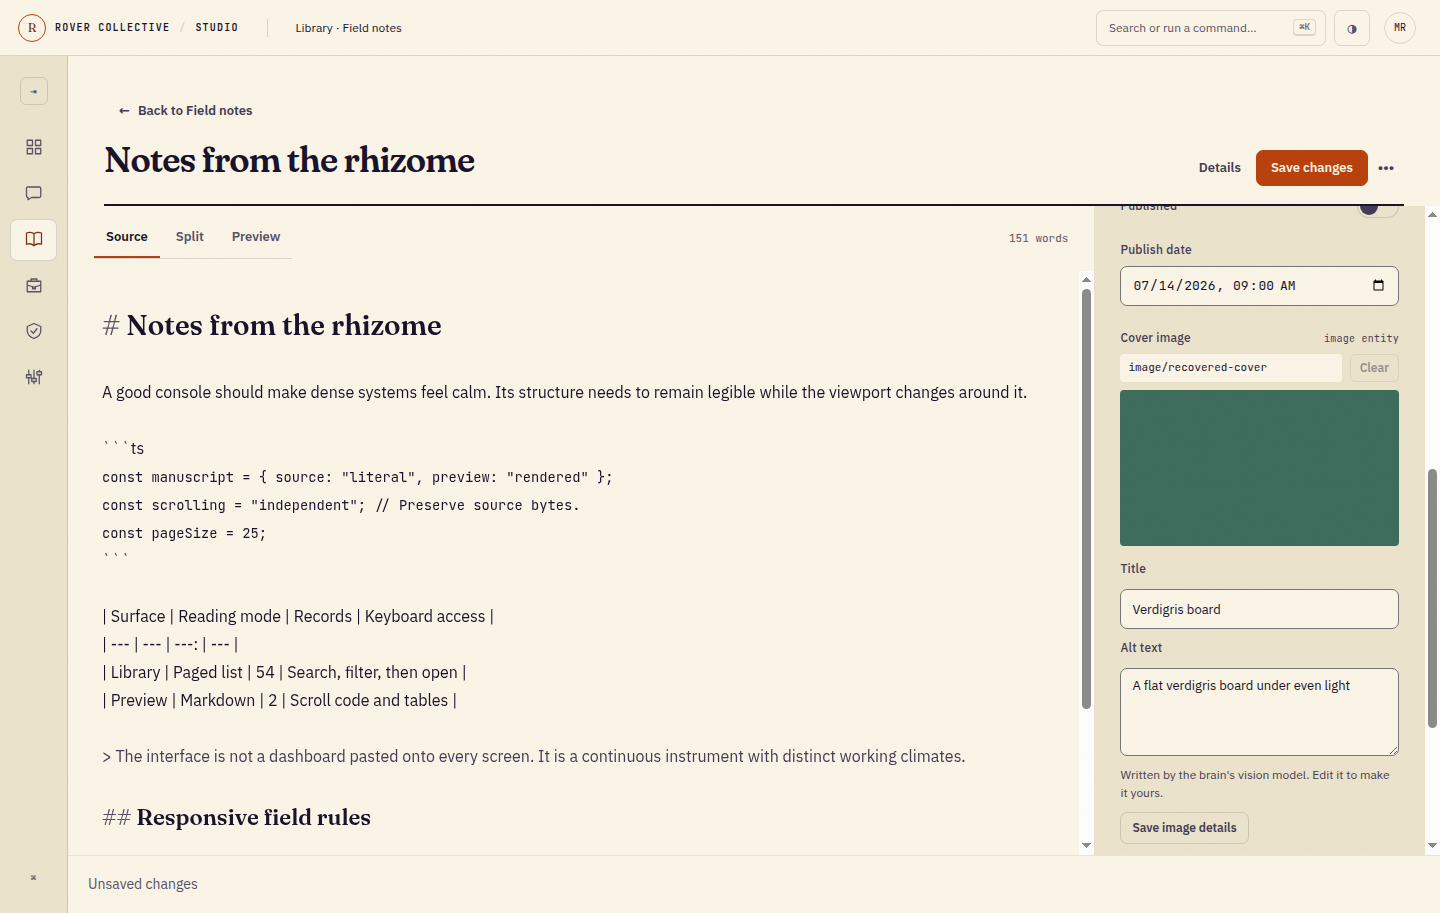 R ROVER COLLECTIVE / STUDIO
Library · Field notes
Search or run a command... ⌘K
MR
← Back to Field notes
Notes from the rhizome
Details
Save changes
•••
Source
Split
Preview
151 words
# Notes from the rhizome
A good console should make dense systems feel calm. Its structure needs to remain legible while the viewport changes around it.
```ts
const manuscript = { source: "literal", preview: "rendered" };
const scrolling = "independent"; // Preserve source bytes.
const pageSize = 25;
```
| Surface | Reading mode | Records | Keyboard access |
| --- | --- | ---: | --- |
| Library | Paged list | 54 | Search, filter, then open |
| Preview | Markdown | 2 | Scroll code and tables |
> The interface is not a dashboard pasted onto every screen. It is a continuous instrument with distinct working climates.
## Responsive field rules
Published
Publish date
07/14/2026, 09:00 AM
Cover image
image entity
image/recovered-cover
Clear
Title
Verdigris board
Alt text
A flat verdigris board under even light
Written by the brain's vision model. Edit it to make
it yours.
Save image details
⌘
Unsaved changes